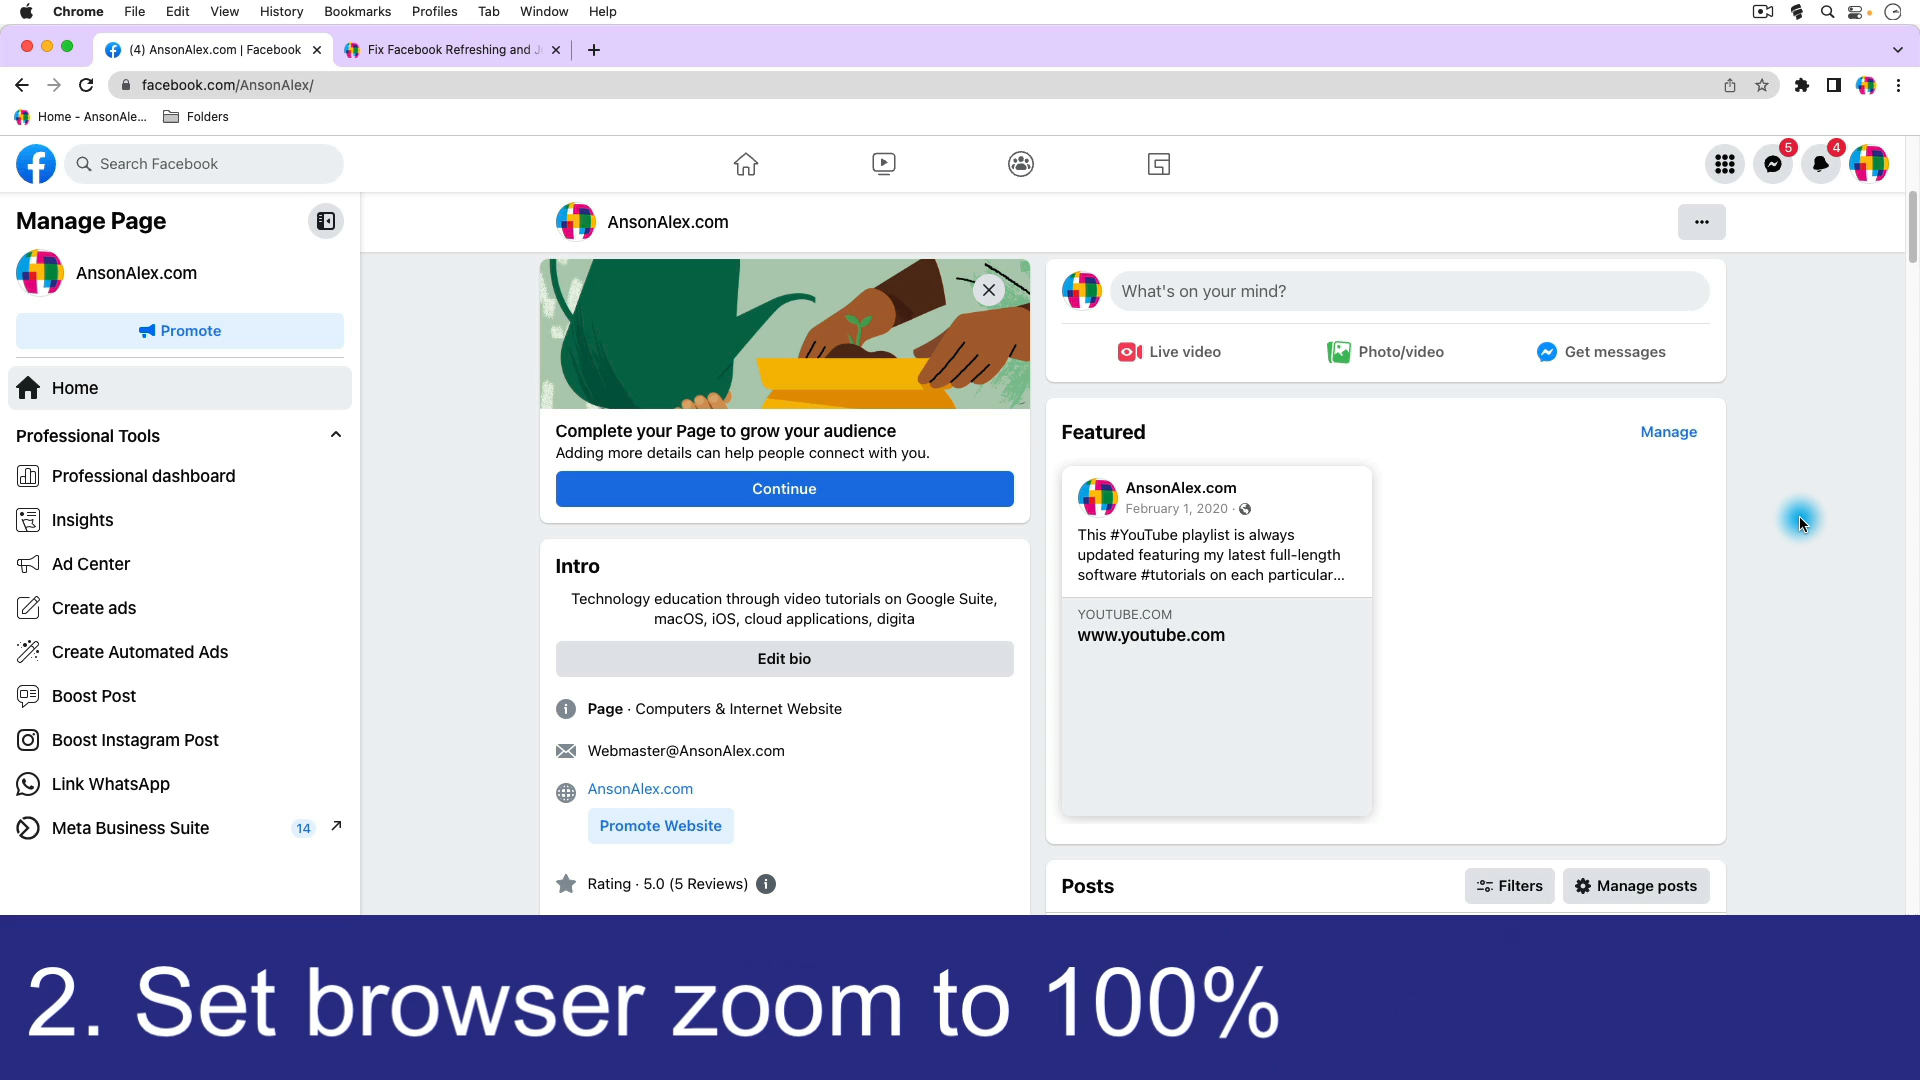 Chrome File Edit View History Bookmarks Profiles Tab Window Help
(4) AnsonAlex.com | Facebook
Fix Facebook Refreshing and J
facebook.com/AnsonAlex/
Home - AnsonAle...
Folders
Search Facebook
5
4
Manage Page
AnsonAlex.com
Promote
Home
Professional Tools
Professional dashboard
Insights
Ad Center
Create ads
Create Automated Ads
Boost Post
Boost Instagram Post
Link WhatsApp
Meta Business Suite 14
AnsonAlex.com
Complete your Page to grow your audience
Adding more details can help people connect with you.
Continue
Intro
Technology education through video tutorials on Google Suite,
macOS, iOS, cloud applications, digita
Edit bio
Page · Computers & Internet Website
Webmaster@AnsonAlex.com
AnsonAlex.com
Promote Website
Rating · 5.0 (5 Reviews)
What's on your mind?
Live video
Photo/video
Get messages
Featured
Manage
AnsonAlex.com
February 1, 2020 ·
This #YouTube playlist is always
updated featuring my latest full-length
software #tutorials on each particular...
YOUTUBE.COM
www.youtube.com
Posts
Filters
Manage posts
2. Set browser zoom to 100%